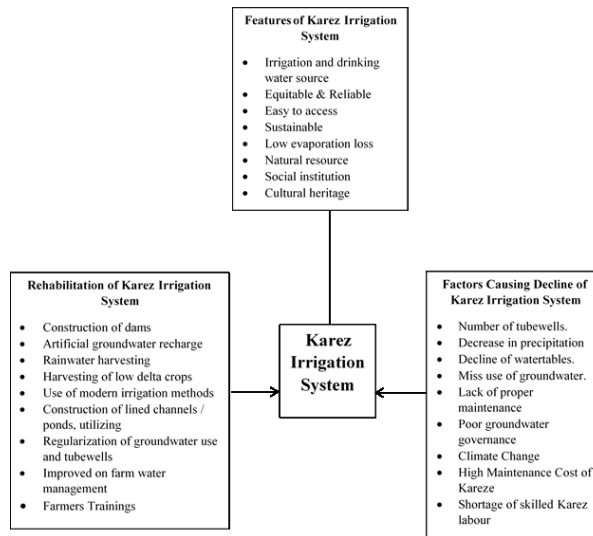 Features of Karez Irrigation
System
• Irrigation and drinking
water source
• Equitable & Reliable
• Easy to access
• Sustainable
• Low evaporation loss
• Natural resource
• Social institution
• Cultural heritage
Rehabilitation of Karez Irrigation
System
• Construction of dams
• Artificial groundwater recharge
• Rainwater harvesting
• Harvesting of low delta crops
• Use of modern irrigation methods
• Construction of lined channels /
ponds, utilizing
• Regularization of groundwater use
and tubewells
• Improved on farm water
management
• Farmers Trainings
Karez
Irrigation
System
Factors Causing Decline of
Karez Irrigation System
• Number of tubewells.
• Decrease in precipitation
• Decline of watertables.
• Miss use of groundwater.
• Lack of proper
maintenance
• Poor groundwater
governance
• Climate Change
• High Maintenance Cost of
Kareze
• Shortage of skilled Karez
labour